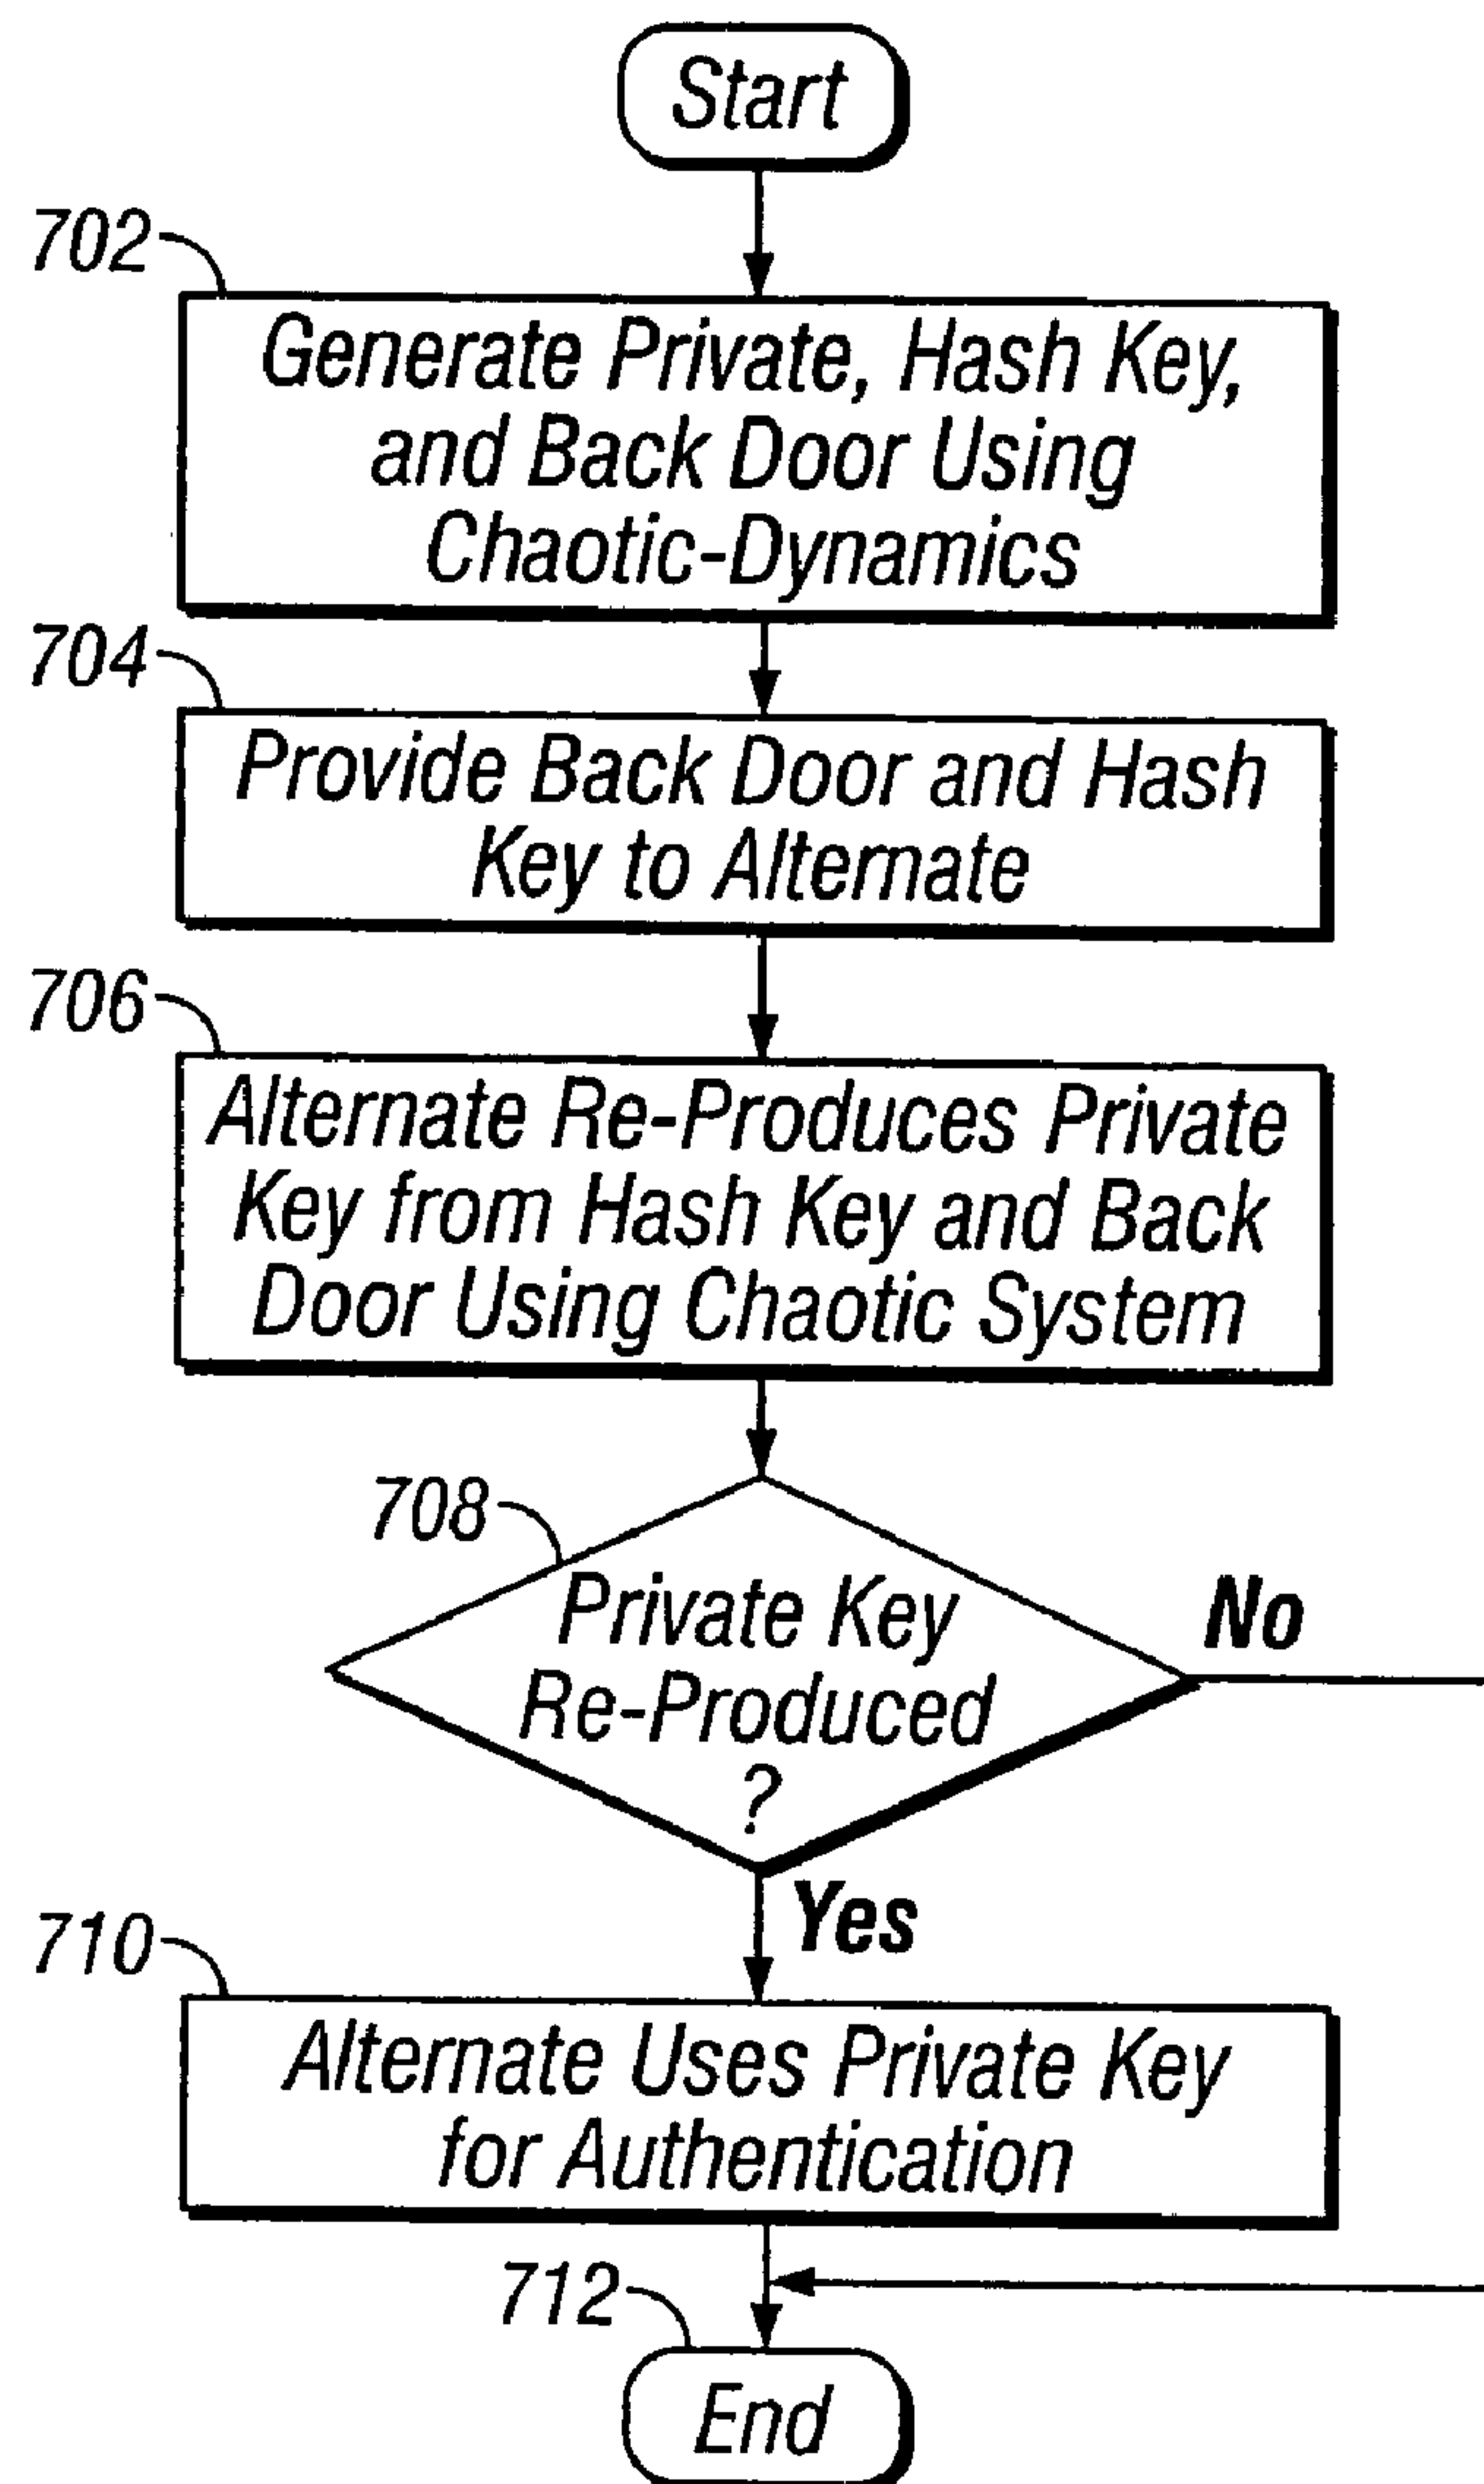 Start
702
Generate Private, Hash Key,
and Back Door Using
Chaotic-Dynamics
704
Provide Back Door and Hash
Key to Alternate
706
Alternate Re-Produces Private
Key from Hash Key and Back
Door Using Chaotic System
708
Private Key
Re-Produced
?
No
Yes
710
Alternate Uses Private Key
for Authentication
712
End